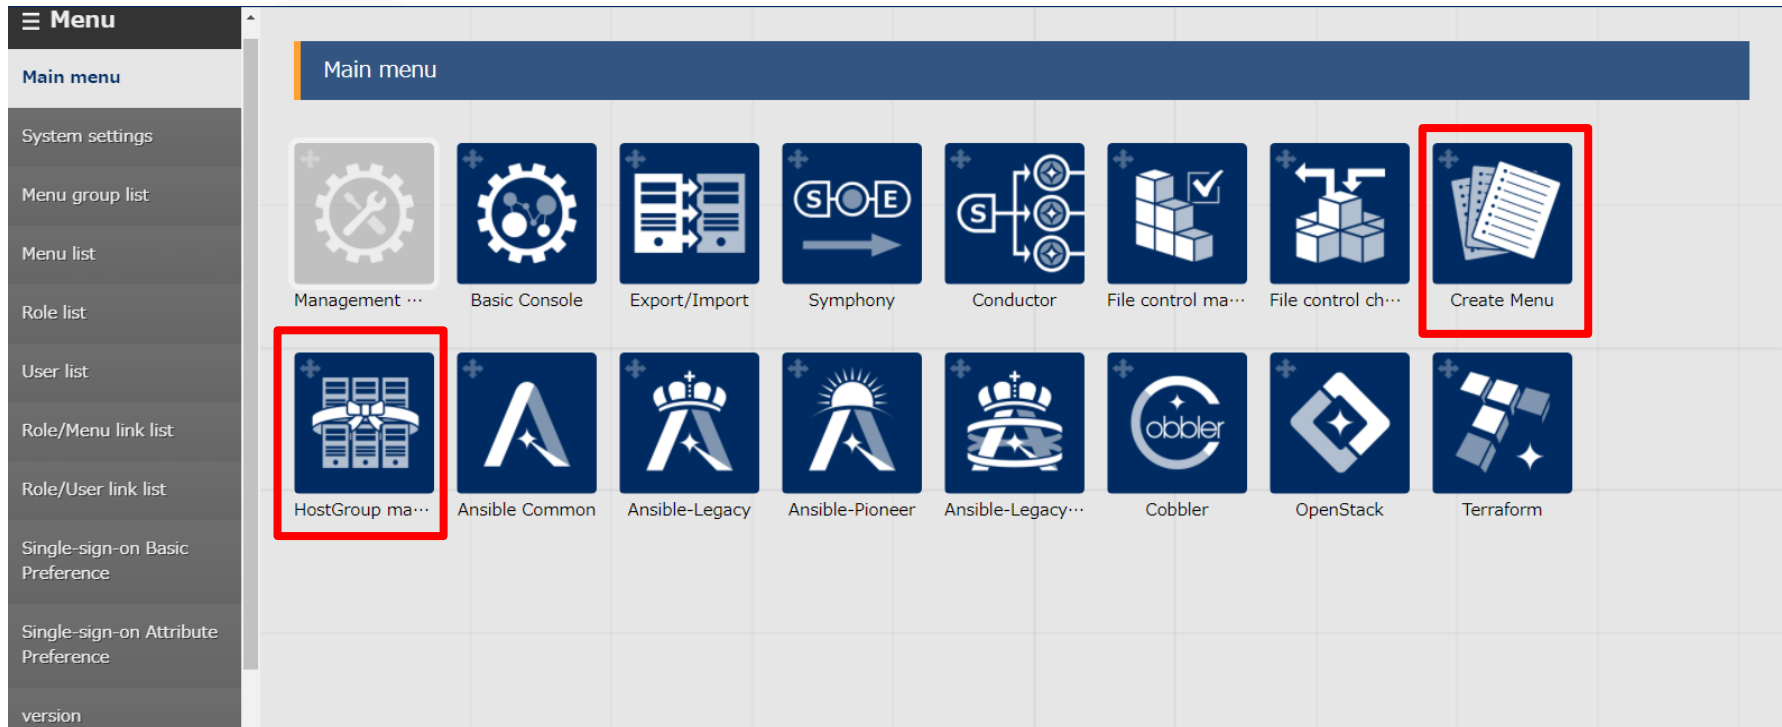 ☰ Menu
Main menu
System settings
Menu group list
Menu list
Role list
User list
Role/Menu link list
Role/User link list
Single-sign-on Basic
Preference
Single-sign-on Attribute
Preference
version
Main menu
S E
S
Management ···
Basic Console
Export/Import
Symphony
Conductor
File control ma···
File control ch···
Create Menu
Cobbler
HostGroup ma···
Ansible Common
Ansible-Legacy
Ansible-Pioneer
Ansible-Legacy···
Cobbler
OpenStack
Terraform